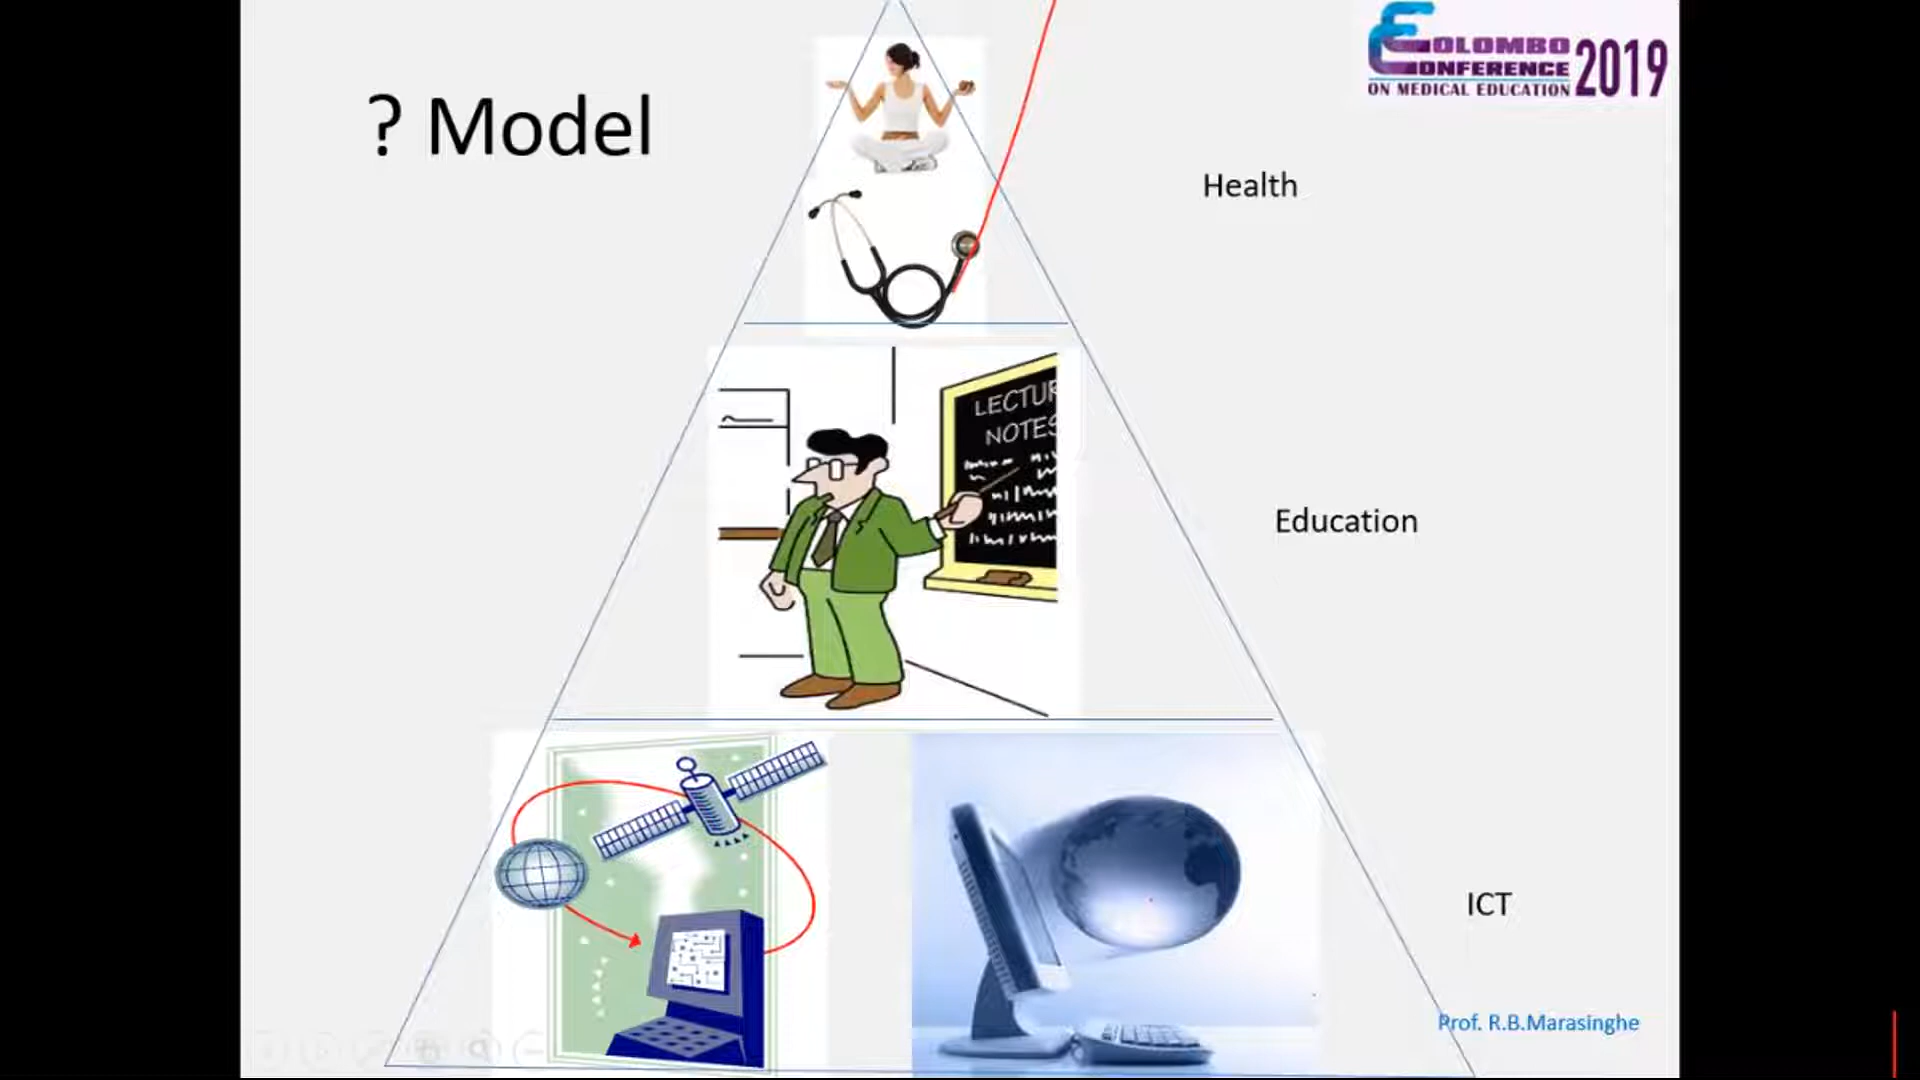 COLOMBO
CONFERENCE 2019
ON MEDICAL EDUCATION
? Model
Health
LECTUR
NOTES
Education
ICT
Prof. R.B.Marasinghe